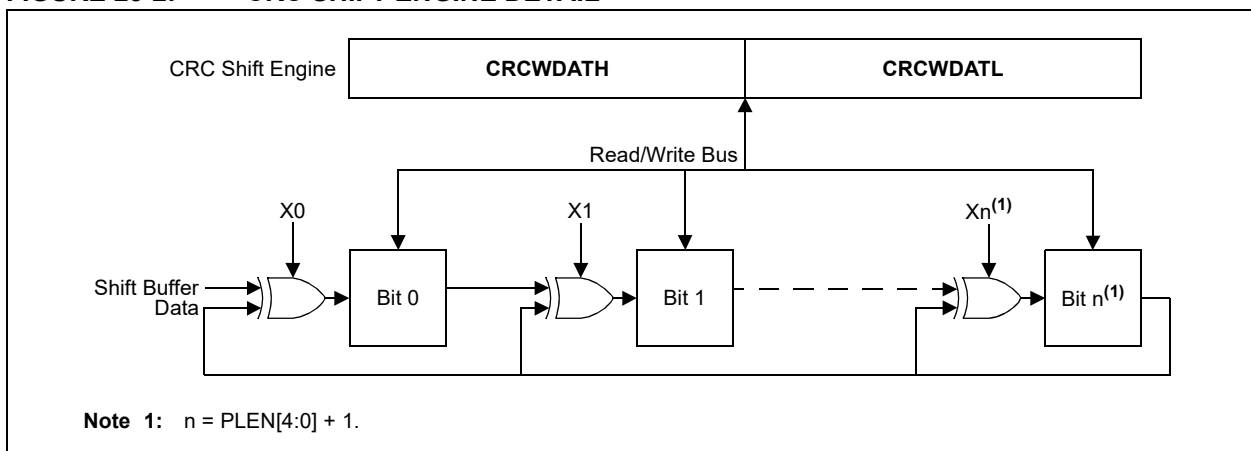 CRC Shift Engine CRCWDATH CRCWDATL
Read/Write Bus
X0 X1 Xn(1)
Shift Buffer
Data
Bit 0 Bit 1 Bit n(1)
Note 1: n = PLEN[4:0] + 1.